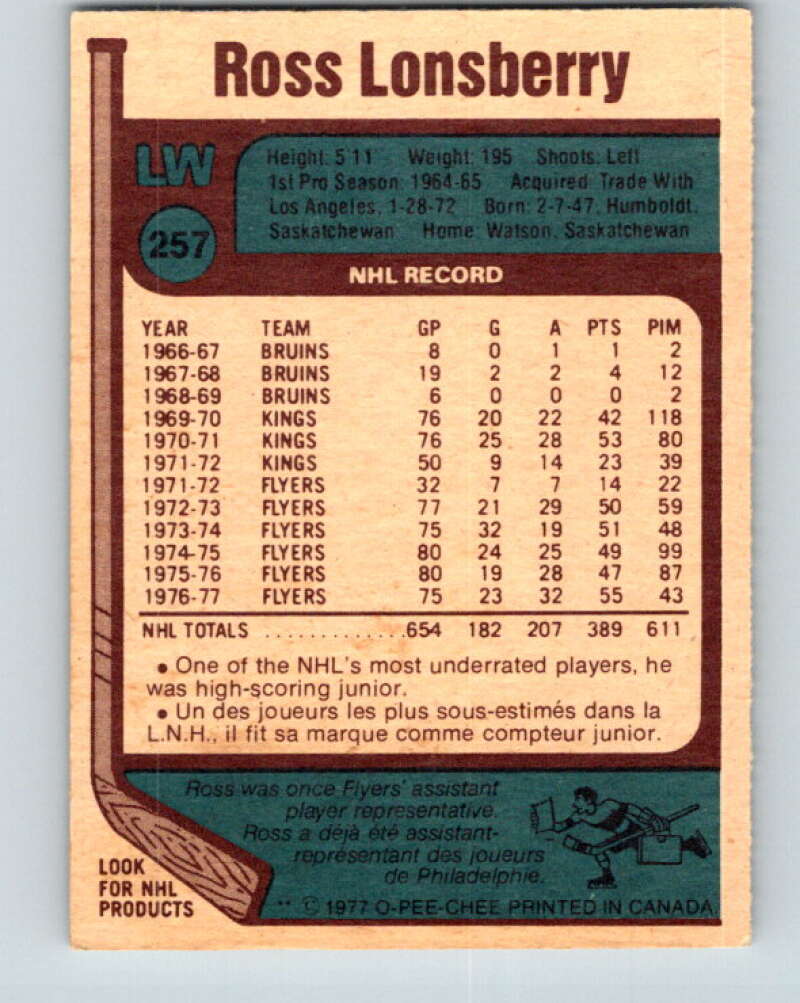 Ross Lonsberry
LW
257
Height: 5'11 Weight: 195 Shoots: Left
1st Pro Season: 1964-65 Acquired: Trade With
Los Angeles, 1-28-72 Born: 2-7-47, Humboldt,
Saskatchewan Home: Watson, Saskatchewan
NHL RECORD
YEAR TEAM GP G A PTS PIM
1966-67 BRUINS 8 0 1 1 2
1967-68 BRUINS 19 2 2 4 12
1968-69 BRUINS 6 0 0 0 2
1969-70 KINGS 76 20 22 42 118
1970-71 KINGS 76 25 28 53 80
1971-72 KINGS 50 9 14 23 39
1971-72 FLYERS 32 7 7 14 22
1972-73 FLYERS 77 21 29 50 59
1973-74 FLYERS 75 32 19 51 48
1974-75 FLYERS 80 24 25 49 99
1975-76 FLYERS 80 19 28 47 87
1976-77 FLYERS 75 23 32 55 43
NHL TOTALS .............654 182 207 389 611
• One of the NHL's most underrated players, he
was high-scoring junior.
• Un des joueurs les plus sous-estimés dans la
L.N.H., il fit sa marque comme compteur junior.
Ross was once Flyers' assistant
player representative.
Ross a déjà été assistant-
représentant des joueurs
de Philadelphie.
LOOK
FOR NHL
PRODUCTS
** © 1977 O-PEE-CHEE PRINTED IN CANADA